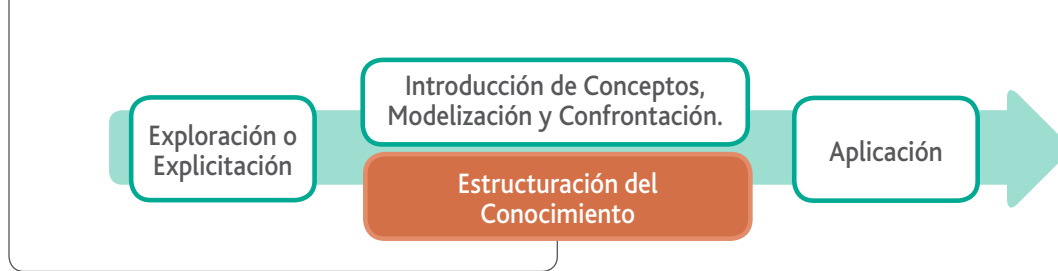 Exploración o
Explicitación
Introducción de Conceptos,
Modelización y Confrontación.
Estructuración del
Conocimiento
Aplicación